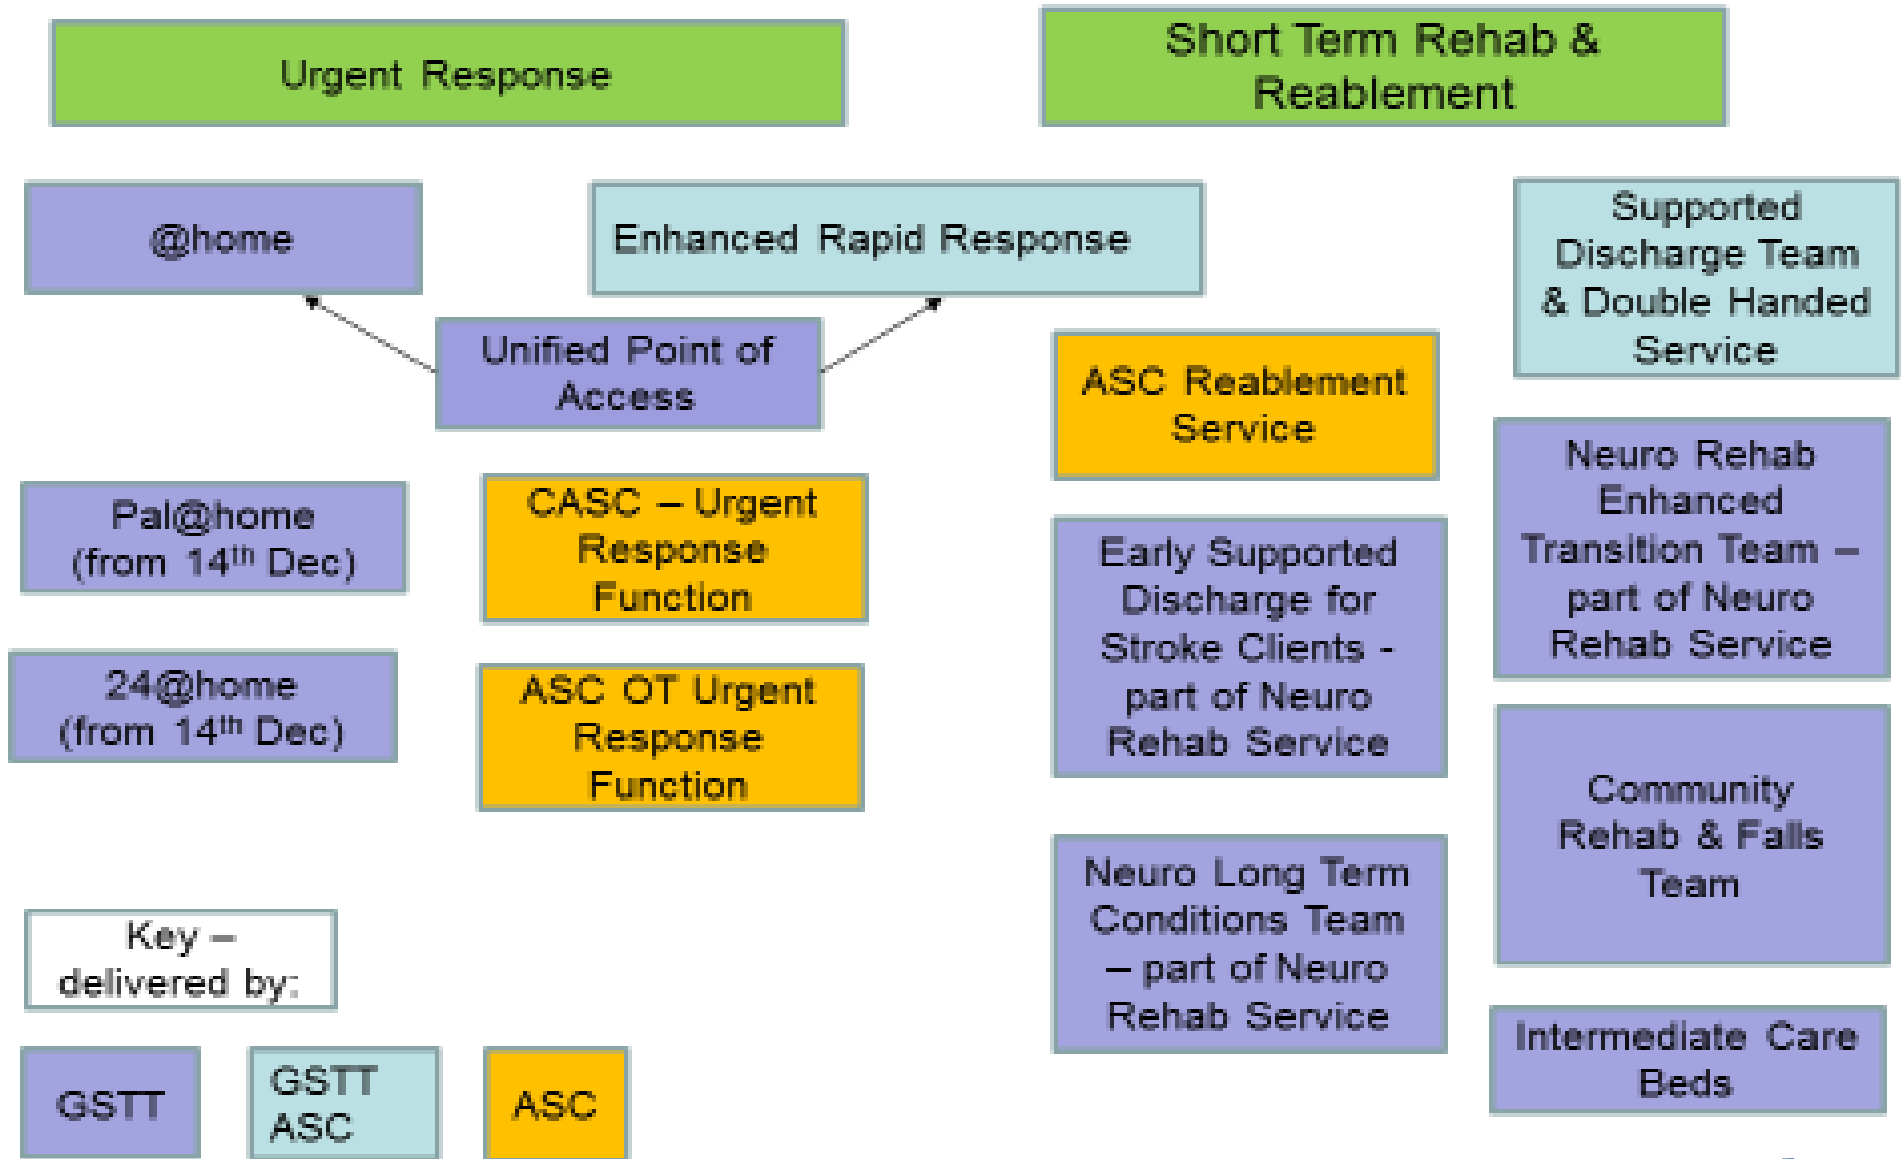 Urgent Response
Short Term Rehab &
Reablement
@home
Enhanced Rapid Response
Supported
Discharge Team
& Double Handed
Service
Unified Point of
Access
ASC Reablement
Service
Pal@home
(from 14th Dec)
CASC – Urgent
Response
Function
Neuro Rehab
Enhanced
Transition Team –
part of Neuro
Rehab Service
Early Supported
Discharge for
Stroke Clients -
part of Neuro
Rehab Service
24@home
(from 14th Dec)
ASC OT Urgent
Response
Function
Community
Rehab & Falls
Team
Neuro Long Term
Conditions Team
– part of Neuro
Rehab Service
Intermediate Care
Beds
Key –
delivered by:
GSTT
GSTT
ASC
ASC